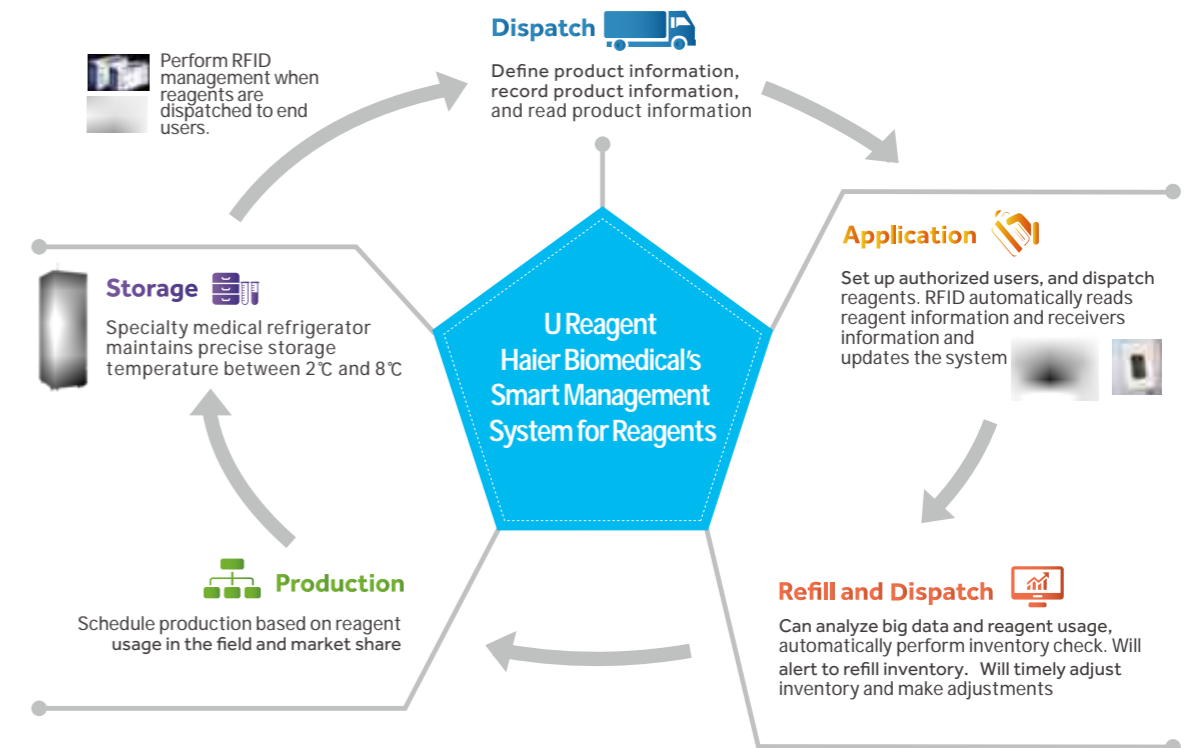 Dispatch
Define product information,
record product information,
and read product information
Perform RFID
management when
reagents are
dispatched to end
users.
Application
Set up authorized users, and dispatch
reagents. RFID automatically reads
reagent information and receivers
information and
updates the system
Storage
Specialty medical refrigerator
maintains precise storage
temperature between 2℃ and 8℃
U Reagent
Haier Biomedical's
Smart Management
System for Reagents
Production
Schedule production based on reagent
usage in the field and market share
Refill and Dispatch
Can analyze big data and reagent usage,
automatically perform inventory check. Will
alert to refill inventory. Will timely adjust
inventory and make adjustments